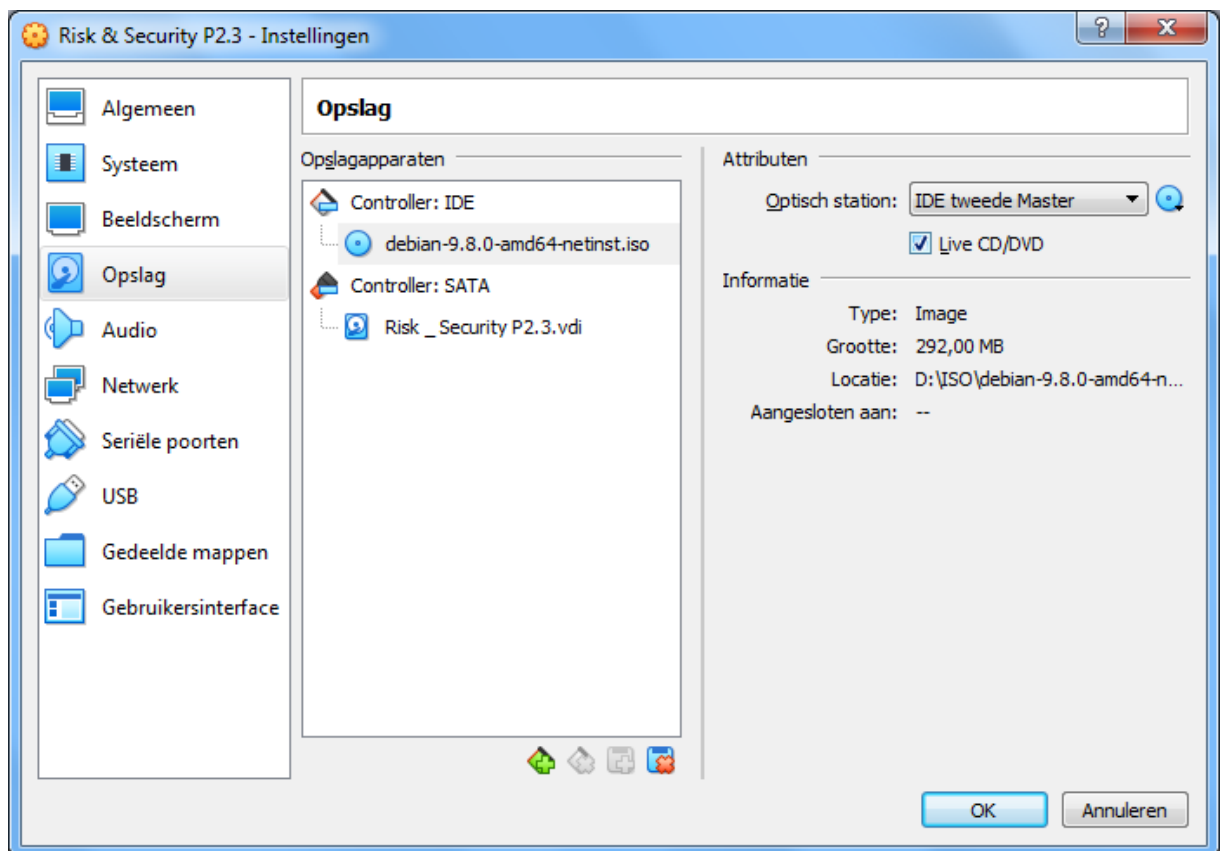 Risk & Security P2.3 - Instellingen
Algemeen
Systeem
Beeldscherm
Opslag
Audio
Netwerk
Seriële poorten
USB
Gedeelde mappen
Gebruikersinterface
Opslag
Opslagapparaten
Controller: IDE
debian-9.8.0-amd64-netinst.iso
Controller: SATA
Risk _ Security P2.3.vdi
Attributen
Optisch station: IDE tweede Master
Live CD/DVD
Informatie
Type: Image
Grootte: 292,00 MB
Locatie: D:\ISO\debian-9.8.0-amd64-n...
Aangesloten aan: --
OK
Annuleren